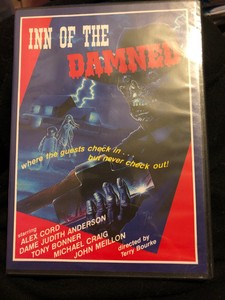 INN OF THE
DAMNED
where the guests check in...
but never check out!
starring
ALEX CORD
DAME JUDITH ANDERSON
TONY BONNER
MICHAEL CRAIG
JOHN MEILLON
directed by
Terry Bourke